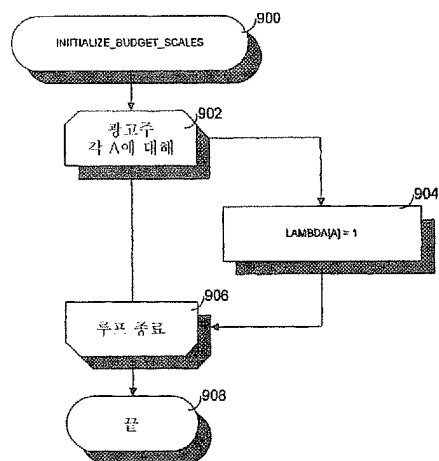 900
INITIALIZE_BUDGET_SCALES
902
광고주
각 A에 대해
904
LAMBDA[A] = 1
906
루프 종료
908
끝